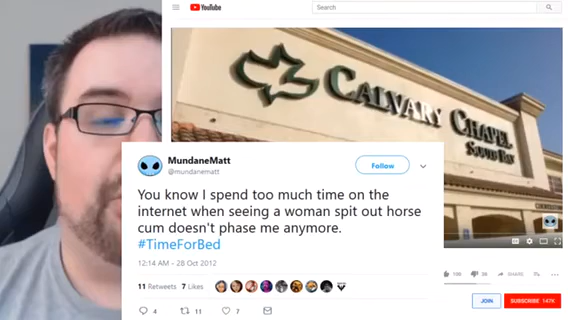 YouTube
Search
CALVARY CHAPEL
SOUTH BAY
MundaneMatt
@mundanematt
Follow
You know I spend too much time on the
internet when seeing a woman spit out horse
cum doesn't phase me anymore.
#TimeForBed
12:14 AM - 28 Oct 2012
11 Retweets 7 Likes
4 11 7
SHARE
JOIN
SUBSCRIBE 147K